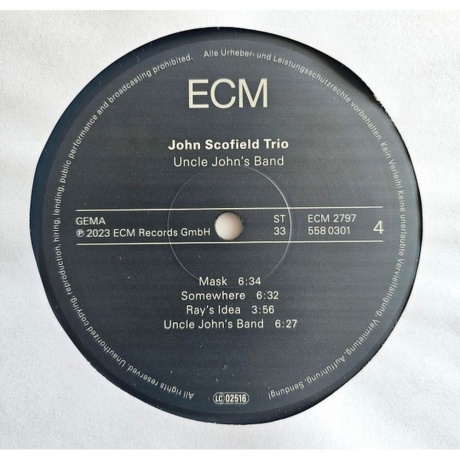 All rights reserved. Unauthorized copying, reproduction, hiring, lending, public performance and broadcasting prohibited. Alle Urheber- und Leistungsschutzrechte vorbehalten. Kein Verleih! Keine unerlaubte Vervielfältigung, Vermietung, Aufführung, Sendung!
ECM
John Scofield Trio
Uncle John's Band
GEMA ST ECM 2797
℗ 2023 ECM Records GmbH 33 558 0301 4
Mask 6:34
Somewhere 6:32
Ray's Idea 3:56
Uncle John's Band 6:27
LC 02516